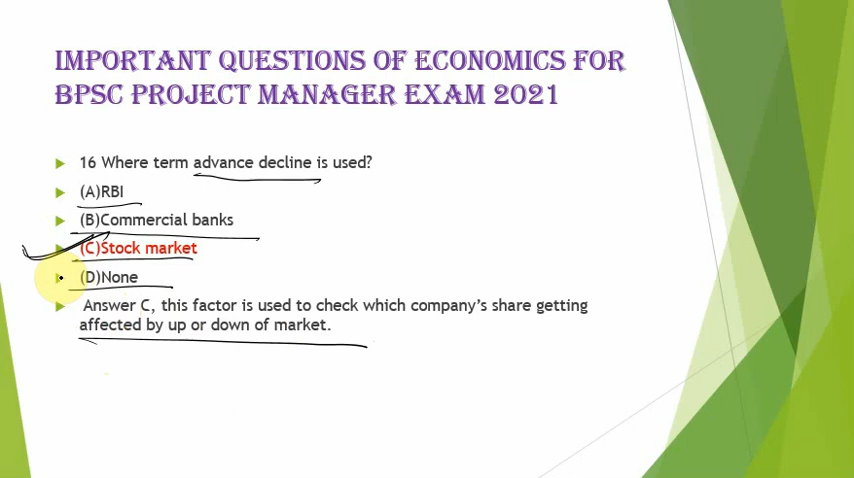 IMPORTANT QUESTIONS OF ECONOMICS FOR
BPSC PROJECT MANAGER EXAM 2021
16 Where term advance decline is used?
(A)RBI
(B)Commercial banks
(C)Stock market
(D)None
Answer C, this factor is used to check which company's share getting
affected by up or down of market.